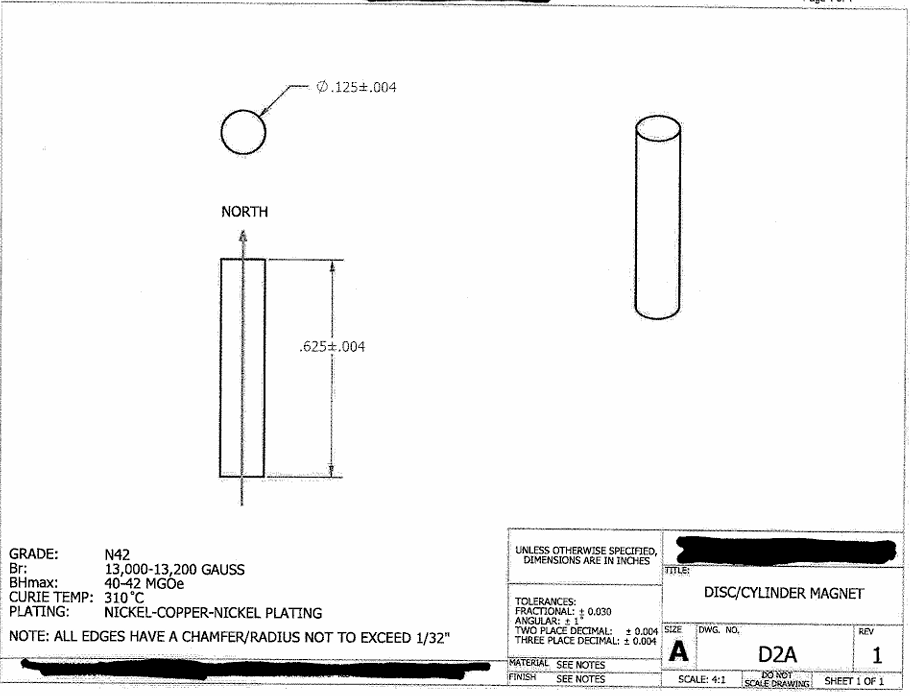 Ø.125±.004
NORTH
.625±.004
GRADE: N42
Br: 13,000-13,200 GAUSS
BHmax: 40-42 MGOe
CURIE TEMP: 310°C
PLATING: NICKEL-COPPER-NICKEL PLATING
NOTE: ALL EDGES HAVE A CHAMFER/RADIUS NOT TO EXCEED 1/32"
UNLESS OTHERWISE SPECIFIED,
DIMENSIONS ARE IN INCHES
TOLERANCES:
FRACTIONAL: ± 0.030
ANGULAR: ± 1°
TWO PLACE DECIMAL: ± 0.004
THREE PLACE DECIMAL: ± 0.004
MATERIAL SEE NOTES
FINISH SEE NOTES
TITLE:
DISC/CYLINDER MAGNET
SIZE
A
DWG. NO.
D2A
REV
1
SCALE: 4:1
DO NOT
SCALE DRAWING
SHEET 1 OF 1